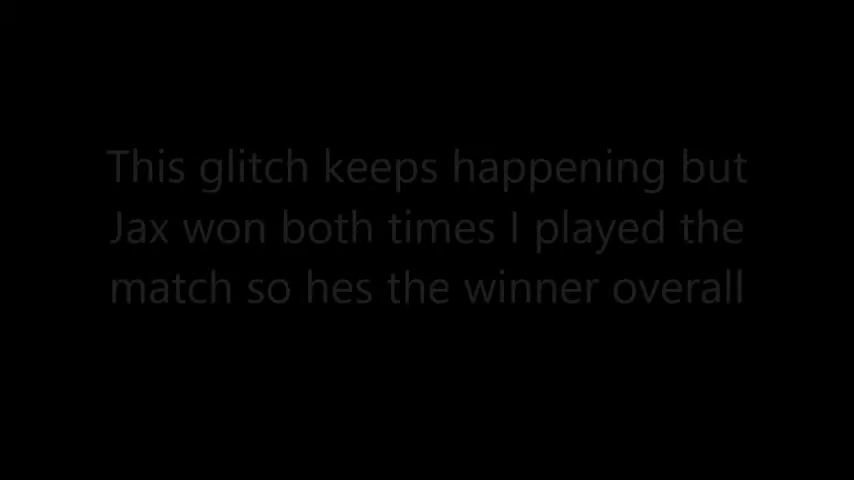 This glitch keeps happening but
Jax won both times I played the
match so hes the winner overall